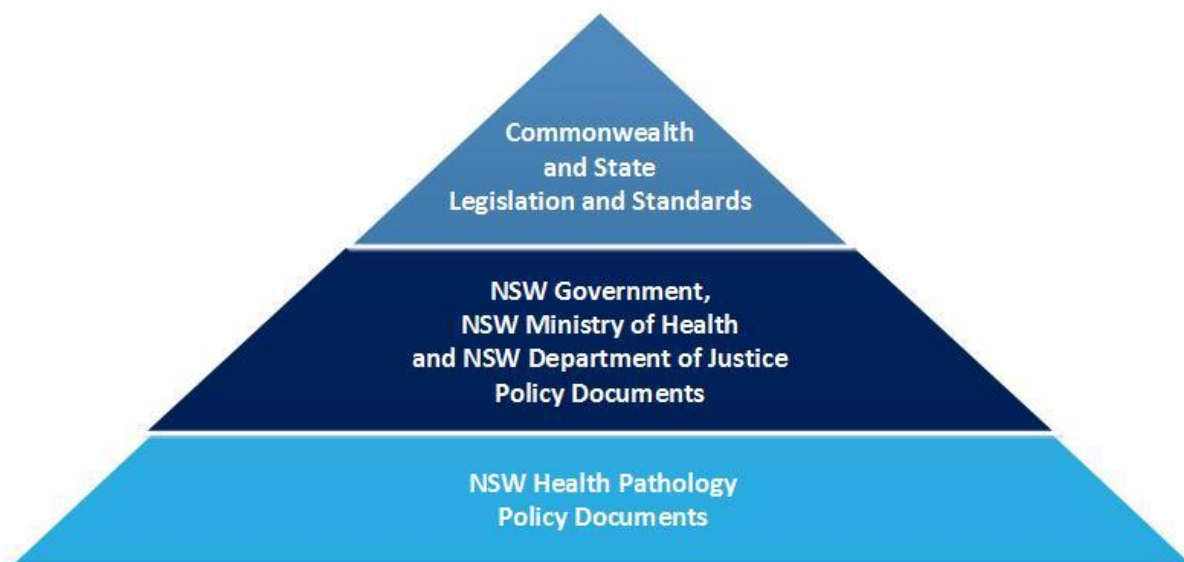 Commonwealth
and State
Legislation and Standards
NSW Government,
NSW Ministry of Health
and NSW Department of Justice
Policy Documents
NSW Health Pathology
Policy Documents